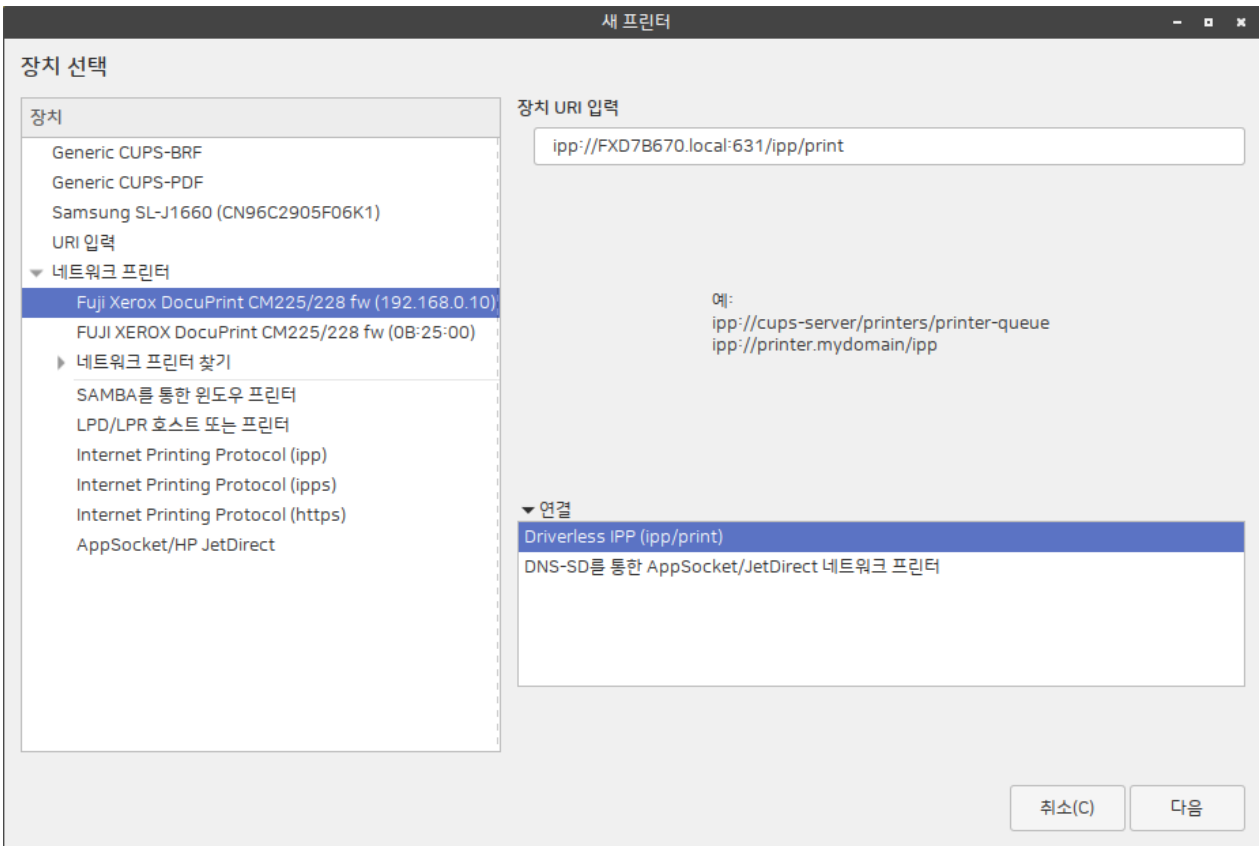 새 프린터
장치 선택
장치
Generic CUPS-BRF
Generic CUPS-PDF
Samsung SL-J1660 (CN96C2905F06K1)
URI 입력
네트워크 프린터
Fuji Xerox DocuPrint CM225/228 fw (192.168.0.10)
FUJI XEROX DocuPrint CM225/228 fw (0B:25:00)
네트워크 프린터 찾기
SAMBA를 통한 윈도우 프린터
LPD/LPR 호스트 또는 프린터
Internet Printing Protocol (ipp)
Internet Printing Protocol (ipps)
Internet Printing Protocol (https)
AppSocket/HP JetDirect
장치 URI 입력
ipp://FXD7B670.local:631/ipp/print
예:
ipp://cups-server/printers/printer-queue
ipp://printer.mydomain/ipp
연결
Driverless IPP (ipp/print)
DNS-SD를 통한 AppSocket/JetDirect 네트워크 프린터
취소(C)
다음